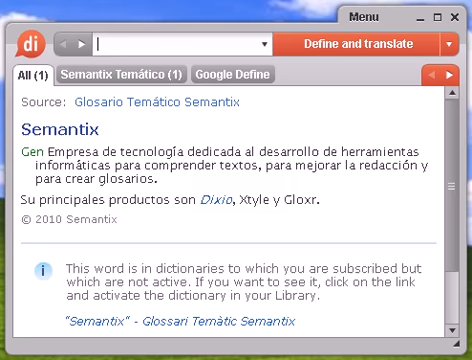 Menu
di
Define and translate
All (1)
Semantix Temático (1)
Google Define
Source: Glosario Temático Semantix
Semantix
Gen Empresa de tecnología dedicada al desarrollo de herramientas
informáticas para comprender textos, para mejorar la redacción y
para crear glosarios.
Su principales producto son Dixio, Xtyle y Gloxr.
© 2010 Semantix
i
This word is in dictionaries to which you are subscribed but
which are not active. If you want to see it, click on the link
and activate the dictionary in your Library.
"Semantix" - Glossari Temàtic Semantix